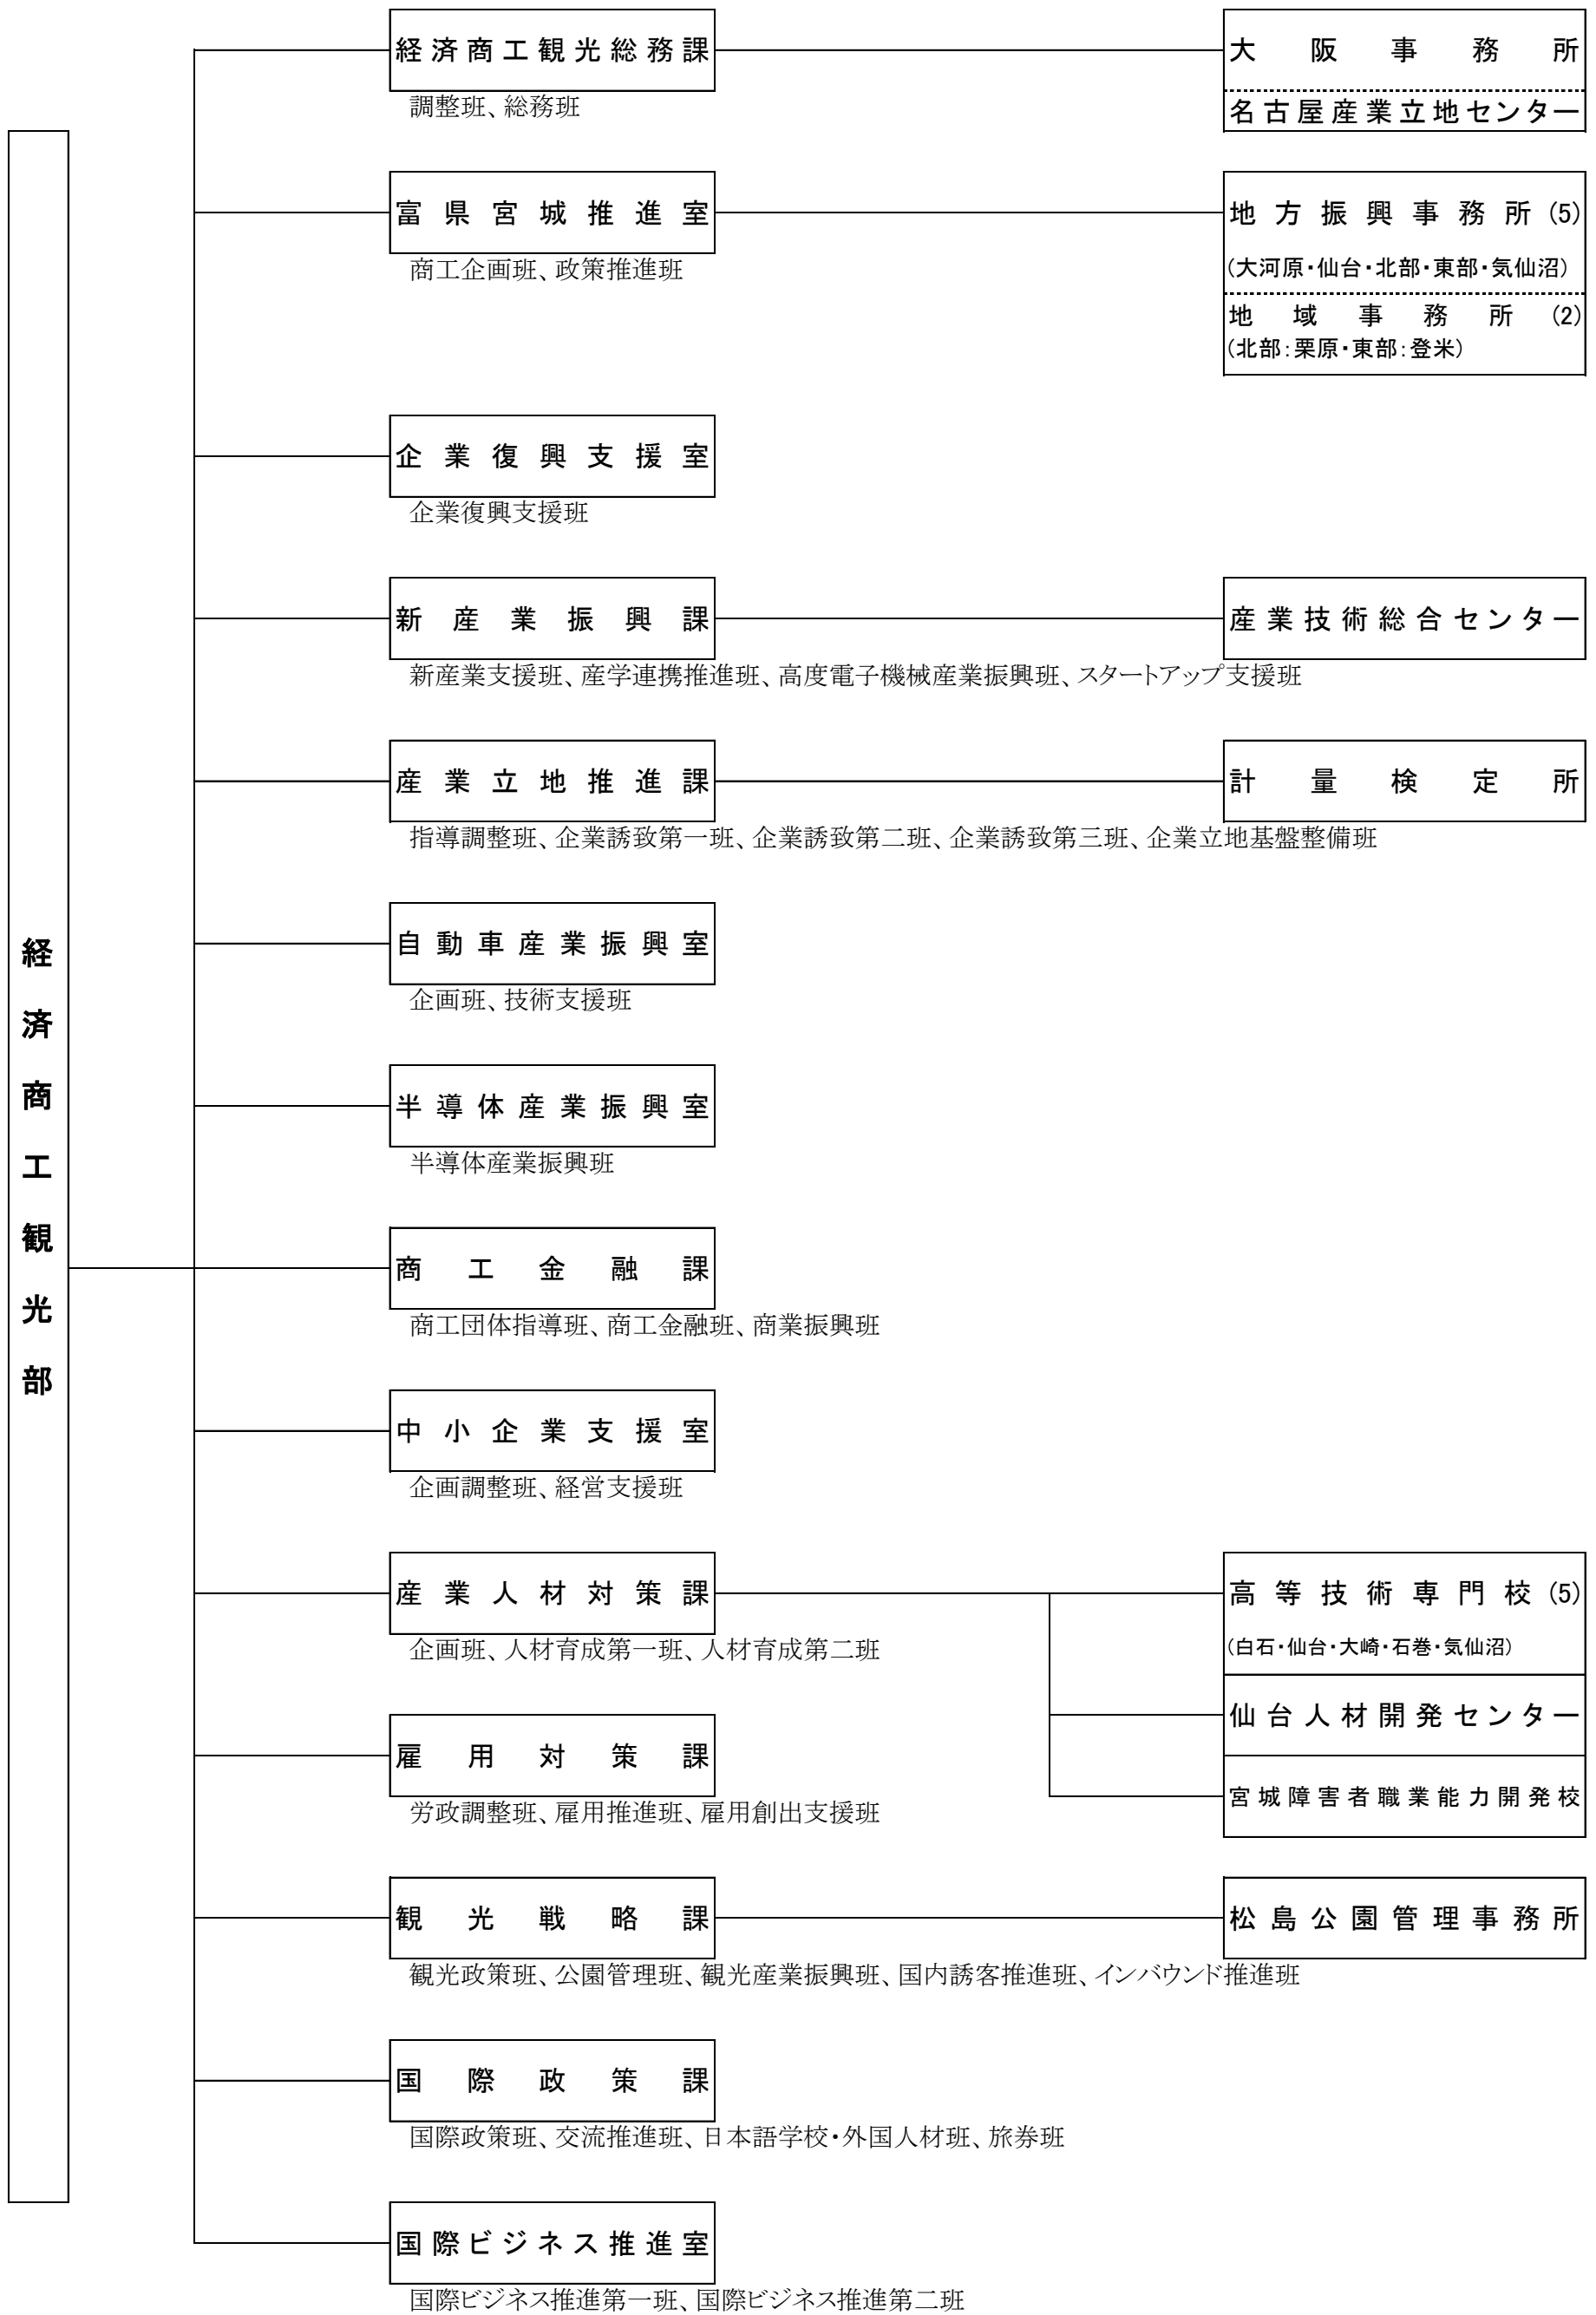 経済商工観光部
経済商工観光総務課
調整班、総務班
大阪事務所
名古屋産業立地センター
富県宮城推進室
商工企画班、政策推進班
地方振興事務所(5)
(大河原・仙台・北部・東部・気仙沼)
地域事務所(2)
(北部:栗原・東部:登米)
企業復興支援室
企業復興支援班
新産業振興課
新産業支援班、産学連携推進班、高度電子機械産業振興班、スタートアップ支援班
産業技術総合センター
産業立地推進課
指導調整班、企業誘致第一班、企業誘致第二班、企業誘致第三班、企業立地基盤整備班
計量検定所
自動車産業振興室
企画班、技術支援班
半導体産業振興室
半導体産業振興班
商工金融課
商工団体指導班、商工金融班、商業振興班
中小企業支援室
企画調整班、経営支援班
産業人材対策課
企画班、人材育成第一班、人材育成第二班
高等技術専門校(5)
(白石・仙台・大崎・石巻・気仙沼)
仙台人材開発センター
宮城障害者職業能力開発校
雇用対策課
労政調整班、雇用推進班、雇用創出支援班
観光戦略課
観光政策班、公園管理班、観光産業振興班、国内誘客推進班、インバウンド推進班
松島公園管理事務所
国際政策課
国際政策班、交流推進班、日本語学校・外国人材班、旅券班
国際ビジネス推進室
国際ビジネス推進第一班、国際ビジネス推進第二班